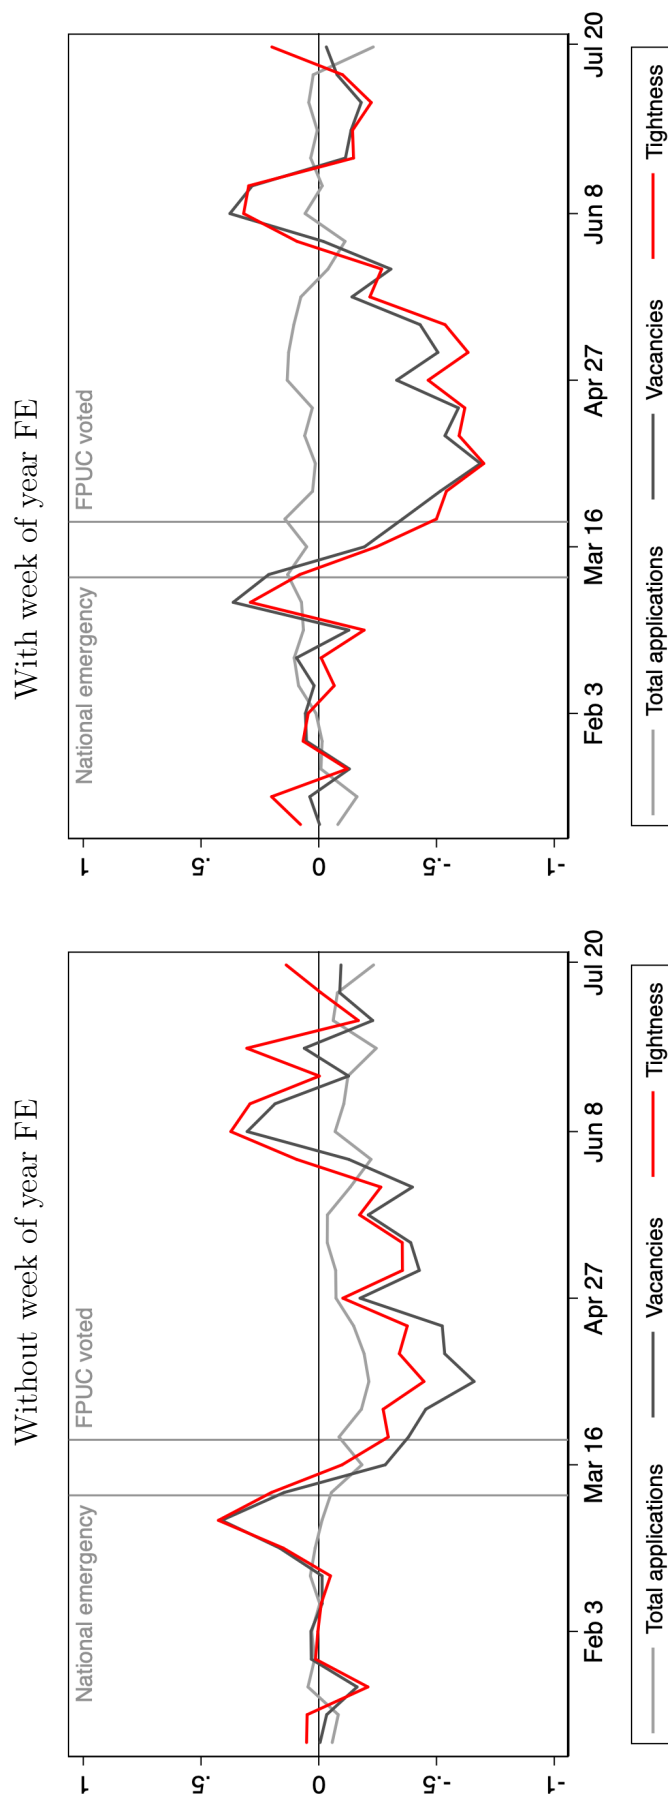 Without week of year FE
1
.5
0
-.5
-1
National emergency
FPUC voted
Feb 3
Mar 16
Apr 27
Jun 8
Jul 20
Total applications
Vacancies
Tightness
With week of year FE
1
.5
0
-.5
-1
National emergency
FPUC voted
Feb 3
Mar 16
Apr 27
Jun 8
Jul 20
Total applications
Vacancies
Tightness